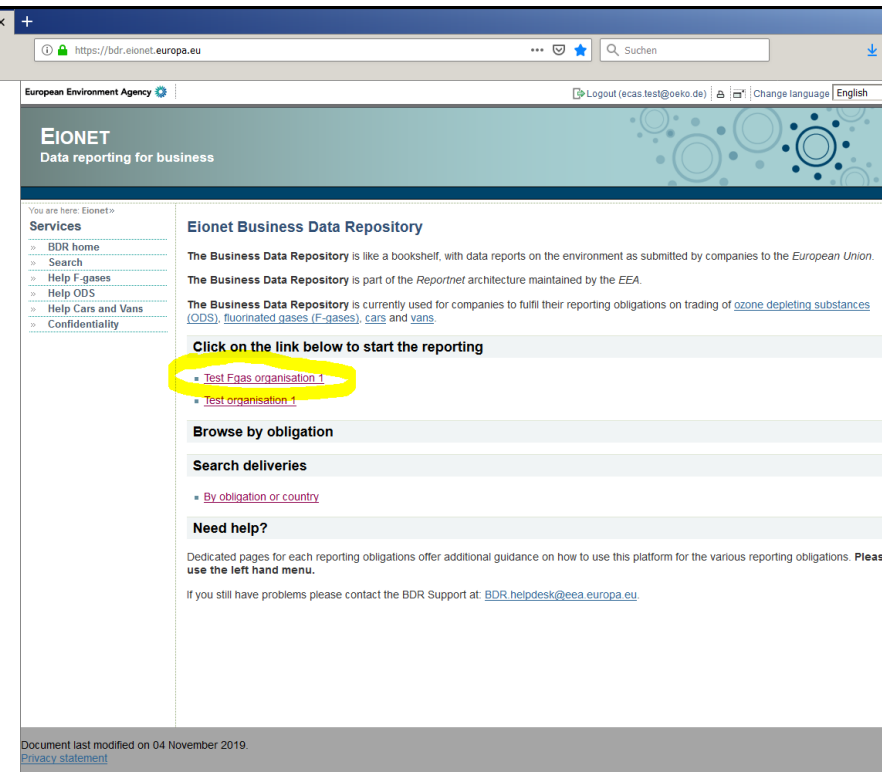 https://bdr.eionet.europa.eu
Suchen
European Environment Agency
Logout (ecas.test@oeko.de)
Change language English
EIONET
Data reporting for business
You are here: Eionet»
Services
» BDR home
» Search
» Help F-gases
» Help ODS
» Help Cars and Vans
» Confidentiality
Eionet Business Data Repository
The Business Data Repository is like a bookshelf, with data reports on the environment as submitted by companies to the European Union.
The Business Data Repository is part of the Reportnet architecture maintained by the EEA.
The Business Data Repository is currently used for companies to fulfil their reporting obligations on trading of ozone depleting substances
(ODS), fluorinated gases (F-gases), cars and vans.
Click on the link below to start the reporting
Test Fgas organisation 1
Test organisation 1
Browse by obligation
Search deliveries
By obligation or country
Need help?
Dedicated pages for each reporting obligations offer additional guidance on how to use this platform for the various reporting obligations. Pleas
use the left hand menu.
If you still have problems please contact the BDR Support at: BDR.helpdesk@eea.europa.eu.
Document last modified on 04 November 2019.
Privacy statement